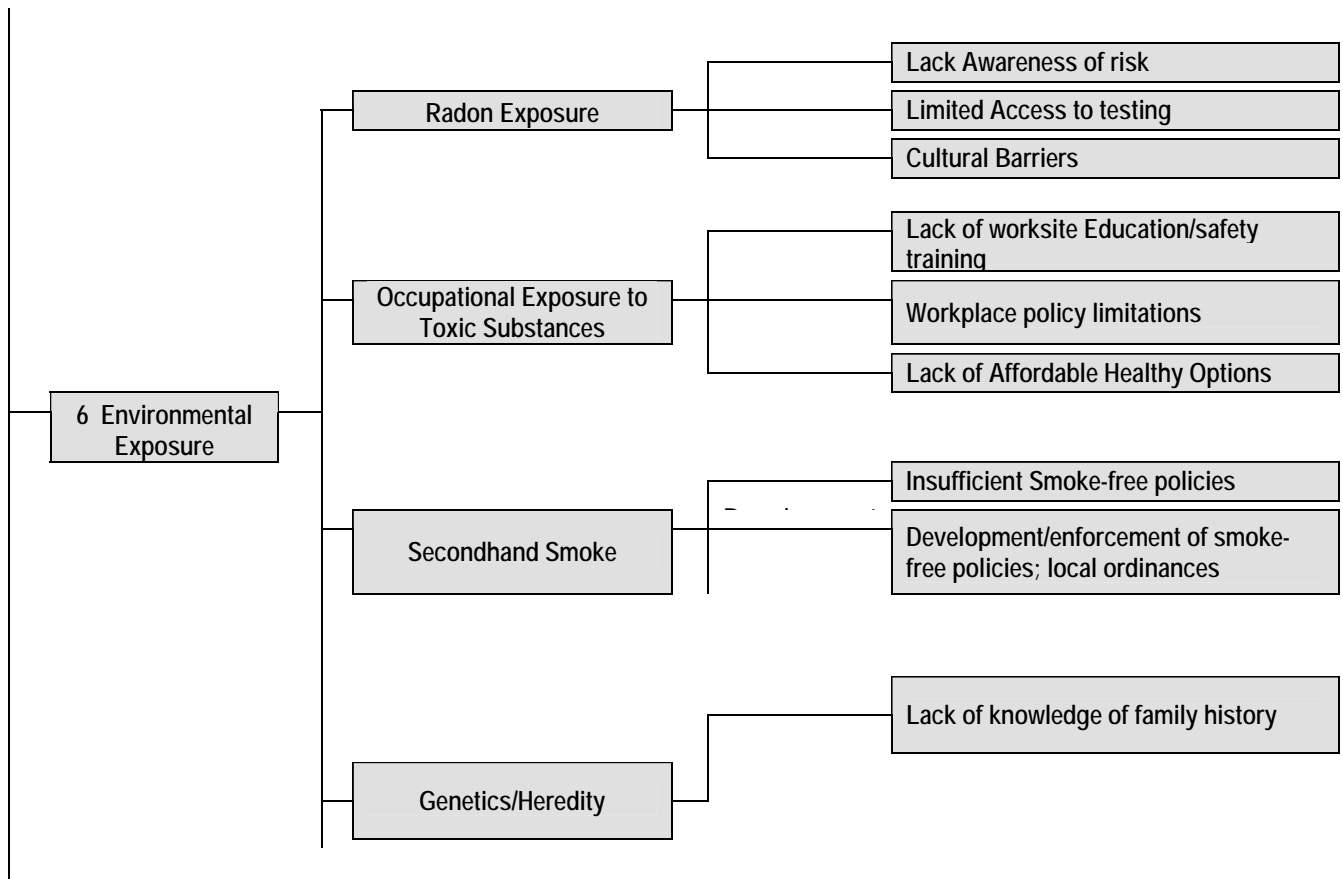 Lack Awareness of risk
Radon Exposure
Limited Access to testing
Cultural Barriers
Lack of worksite Education/safety
training
Occupational Exposure to
Toxic Substances
Workplace policy limitations
Lack of Affordable Healthy Options
6 Environmental
Exposure
Insufficient Smoke-free policies
Secondhand Smoke
Development/enforcement of smoke-
free policies; local ordinances
Lack of knowledge of family history
Genetics/Heredity